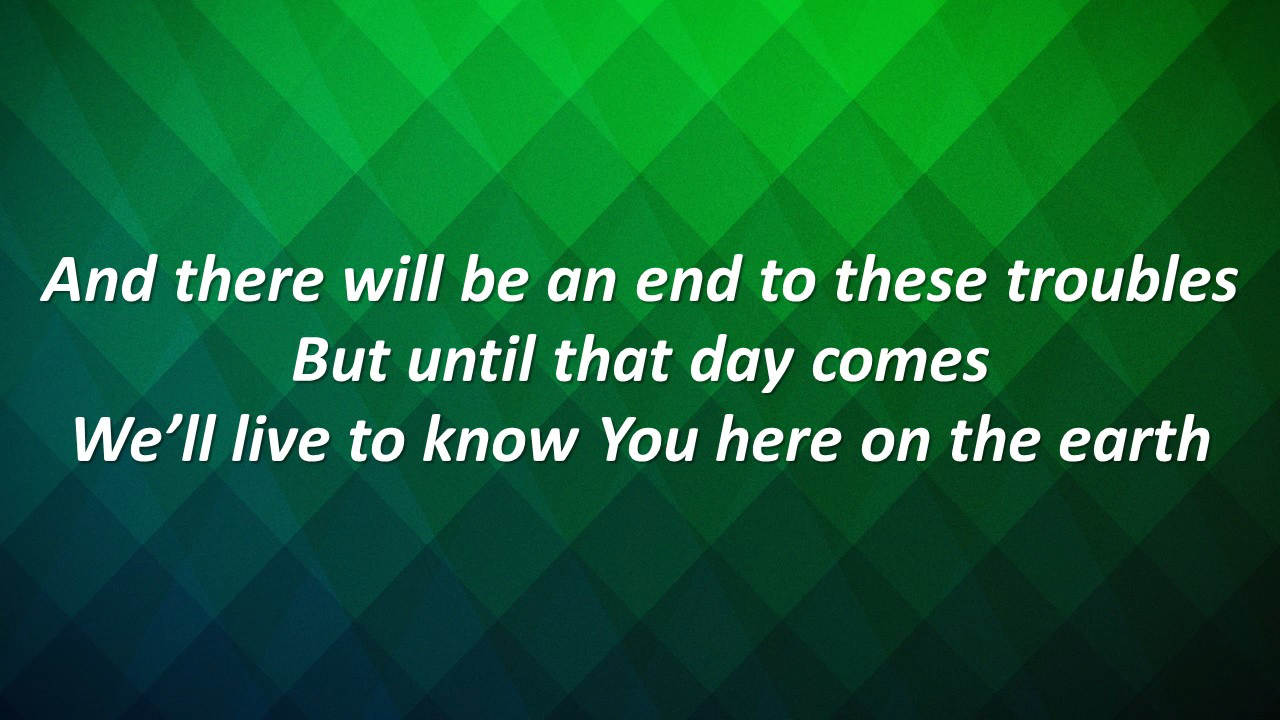 And there will be an end to these troubles
But until that day comes
We’ll live to know You here on the earth